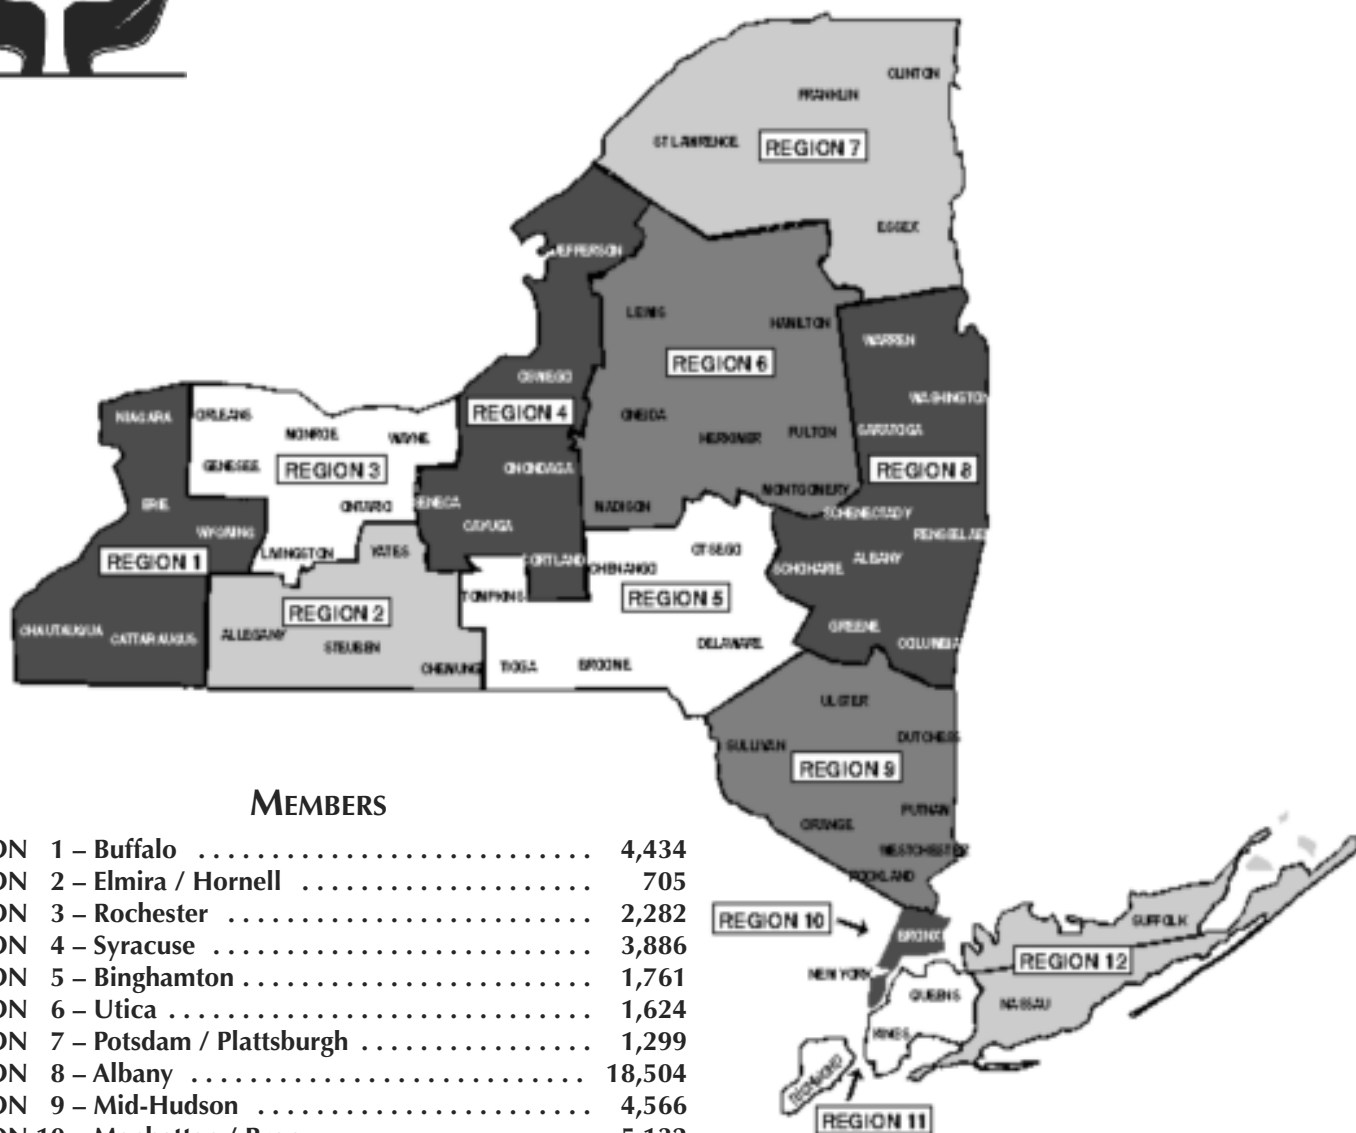 CLINTON
FRANKLIN
ST LAWRENCE
REGION 7
ESSEX
JEFFERSON
LEWIS
HAMILTON
WARREN
REGION 6
OSWEGO
WASHINGTON
NIAGARA
ORLEANS
REGION 4
ONEIDA
MONROE
WAYNE
HERKIMER
FULTON
SARATOGA
GENESEE
REGION 3
ONONDAGA
REGION 8
MONTGOMERY
ERIE
ONTARIO
SENECA
MADISON
SCHENECTADY
WYOMING
CAYUGA
RENSSELAE
LIVINGSTON
YATES
OTSEGO
ALBANY
REGION 1
CORTLAND
CHENANGO
SCHOHARIE
TOMPKINS
REGION 5
REGION 2
CHAUTAUQUA
CATTARAUGUS
ALLEGANY
GREENE
STEUBEN
DELAWARE
COLUMBIA
CHEMUNG
TIOGA
BROOME
ULSTER
SULLIVAN
DUTCHESS
REGION 9
PUTNAM
ORANGE
WESTCHESTER
ROCKLAND
REGION 10
BRONX
SUFFOLK
REGION 12
NEW YORK
QUEENS
NASSAU
KINGS
RICHMOND
REGION 11
MEMBERS
ON 1 – Buffalo ........................... 4,434
ON 2 – Elmira / Hornell .................... 705
ON 3 – Rochester ......................... 2,282
ON 4 – Syracuse ........................... 3,886
ON 5 – Binghamton ........................ 1,761
ON 6 – Utica ............................. 1,624
ON 7 – Potsdam / Plattsburgh ................ 1,299
ON 8 – Albany ........................... 18,504
ON 9 – Mid-Hudson ....................... 4,566